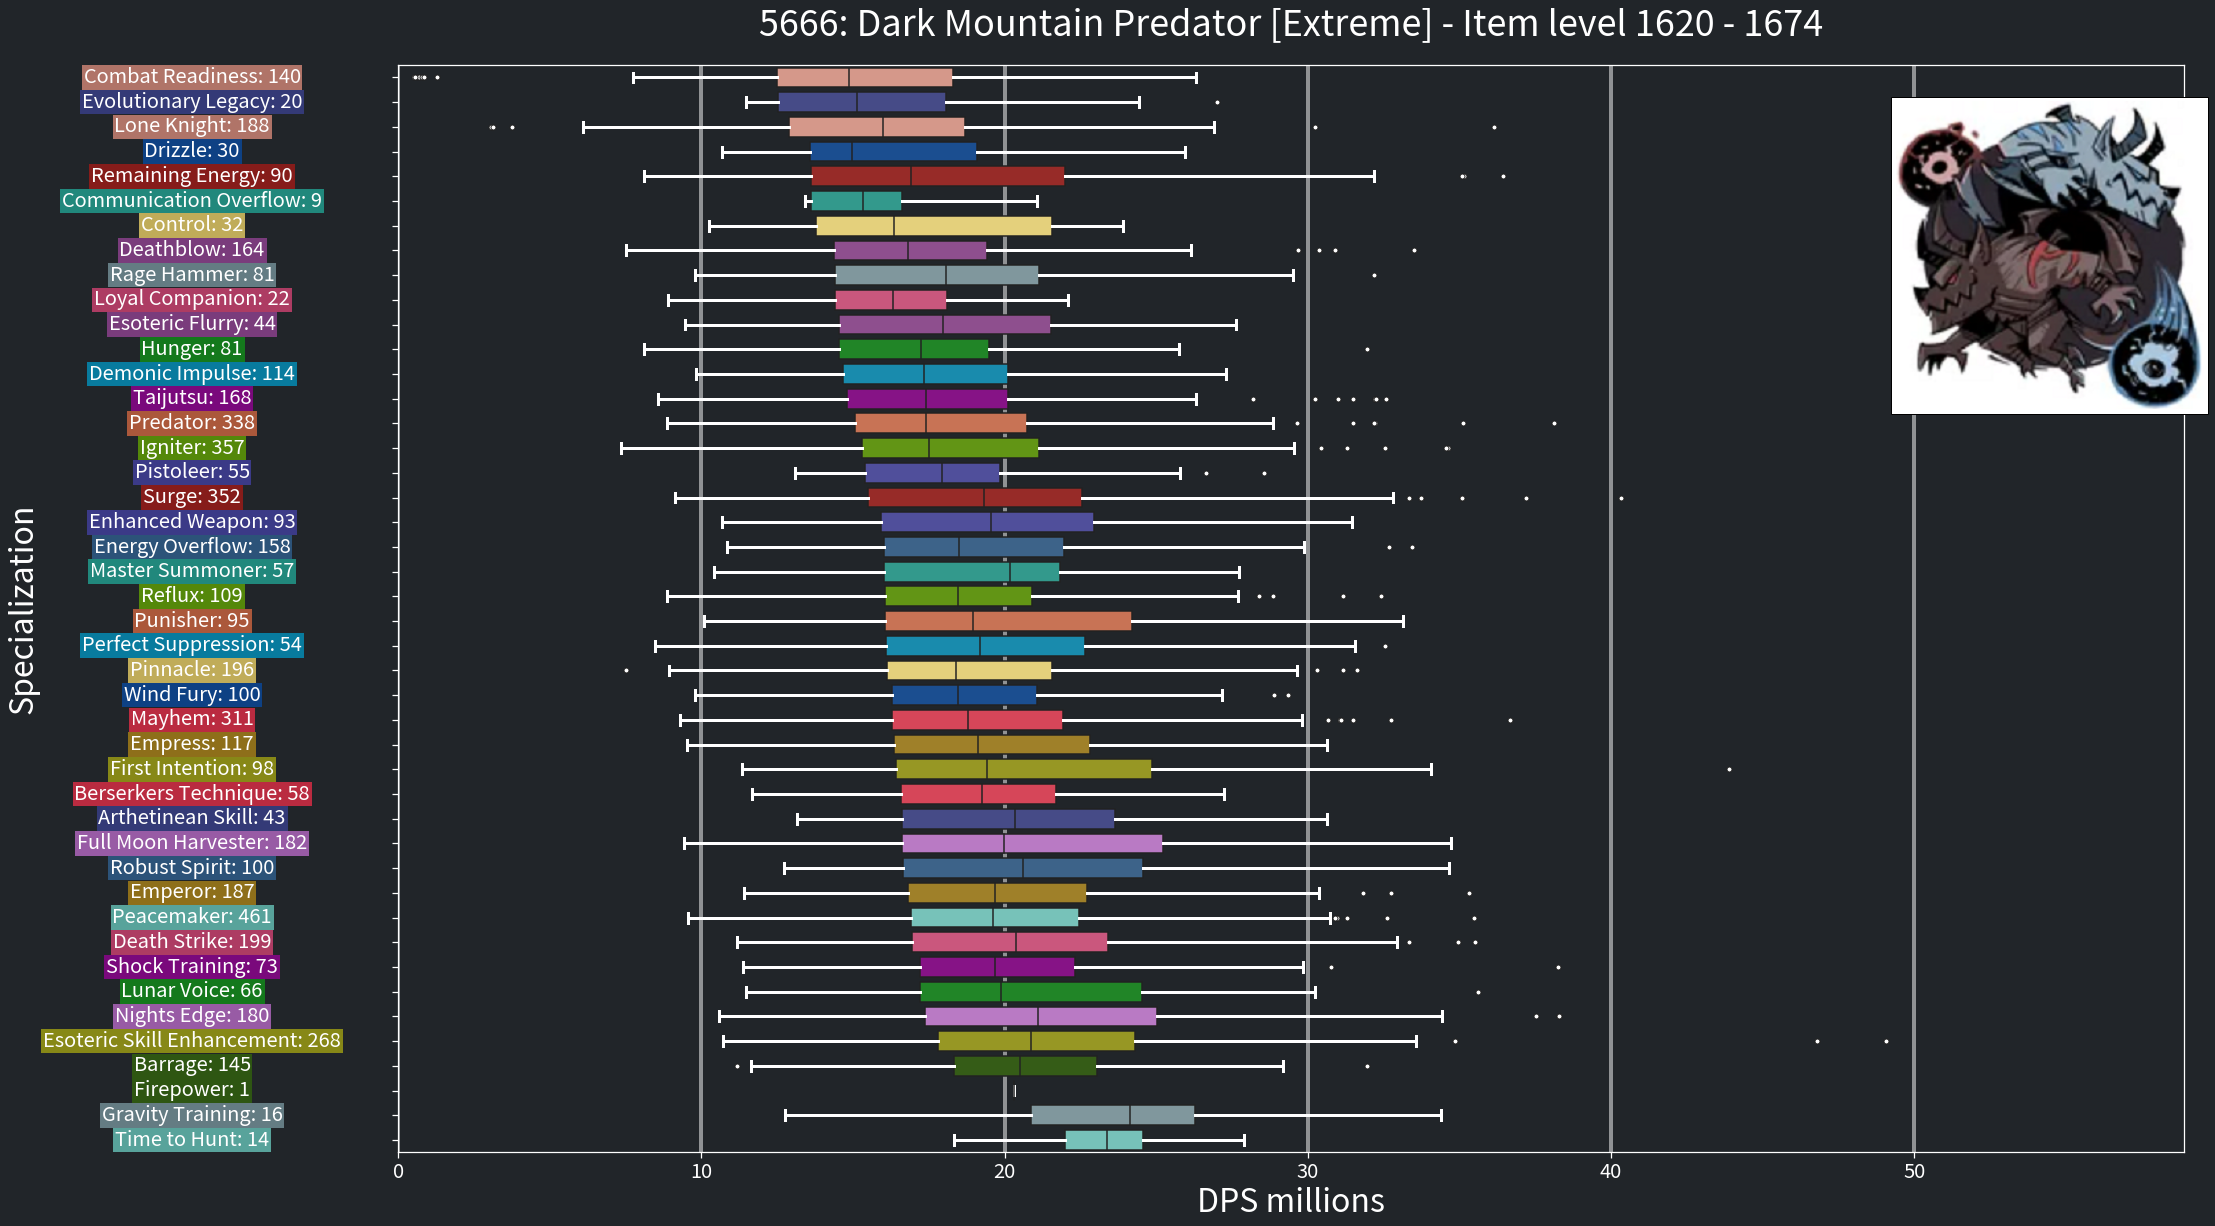 5666: Dark Mountain Predator [Extreme] - Item level 1620 - 1674
Combat Readiness: 140
Evolutionary Legacy: 20
Lone Knight: 188
Drizzle: 30
Remaining Energy: 90
Communication Overflow: 9
Control: 32
Deathblow: 164
Rage Hammer: 81
Loyal Companion: 22
Esoteric Flurry: 44
Hunger: 81
Demonic Impulse: 114
Taijutsu: 168
Predator: 338
Igniter: 357
Pistoleer: 55
Surge: 352
Enhanced Weapon: 93
Energy Overflow: 158
Master Summoner: 57
Reflux: 109
Punisher: 95
Perfect Suppression: 54
Pinnacle: 196
Wind Fury: 100
Mayhem: 311
Empress: 117
First Intention: 98
Berserkers Technique: 58
Arthetinean Skill: 43
Full Moon Harvester: 182
Robust Spirit: 100
Emperor: 187
Peacemaker: 461
Death Strike: 199
Shock Training: 73
Lunar Voice: 66
Nights Edge: 180
Esoteric Skill Enhancement: 268
Barrage: 145
Firepower: 1
Gravity Training: 16
Time to Hunt: 14
Specialization
0 10 20 30 40 50
DPS millions